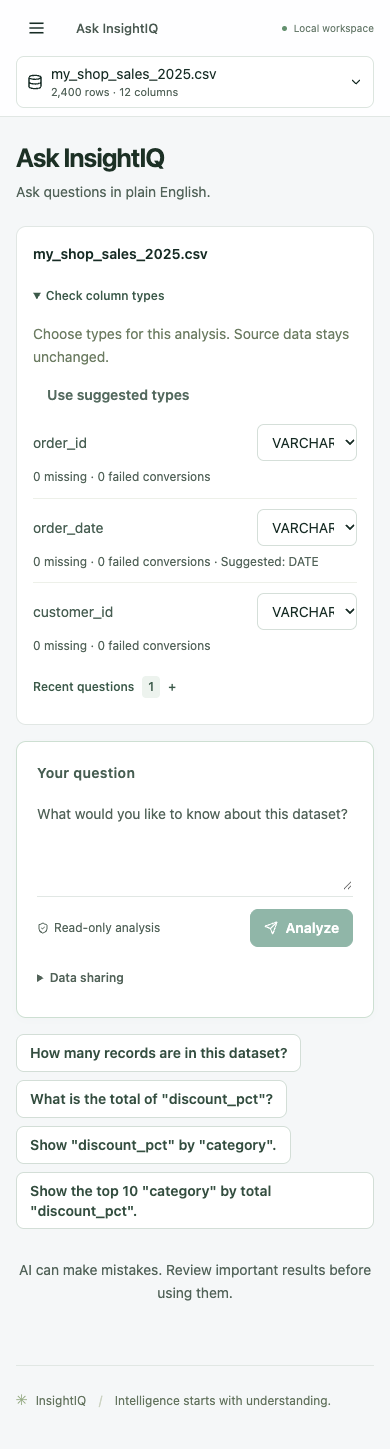 Ask InsightIQ
Local workspace
my_shop_sales_2025.csv
2,400 rows · 12 columns
Ask InsightIQ
Ask questions in plain English.
my_shop_sales_2025.csv
▼ Check column types
Choose types for this analysis. Source data stays
unchanged.
Use suggested types
order_id
VARCHAR
0 missing · 0 failed conversions
order_date
VARCHAR
0 missing · 0 failed conversions · Suggested: DATE
customer_id
VARCHAR
0 missing · 0 failed conversions
Recent questions 1 +
Your question
What would you like to know about this dataset?
Read-only analysis
Analyze
▶ Data sharing
How many records are in this dataset?
What is the total of "discount_pct"?
Show "discount_pct" by "category".
Show the top 10 "category" by total
"discount_pct".
AI can make mistakes. Review important results before
using them.
InsightIQ / Intelligence starts with understanding.